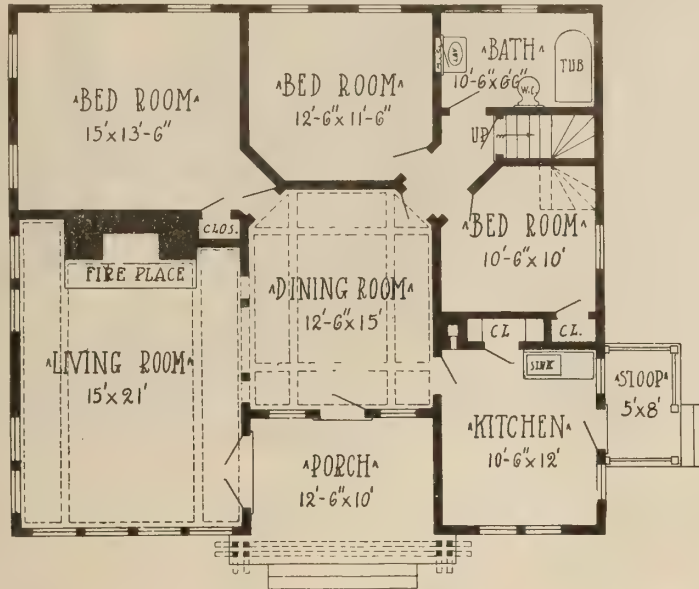 BED ROOM
15'x13'-6"
BED ROOM
12'-6"x11'-6"
BATH
10'-6"x6'-6"
LAV
W.C.
TUB
UP
BED ROOM
10'-6"x10'
CLOS.
FIRE PLACE
LIVING ROOM
15'x21'
DINING ROOM
12'-6"x15'
CL
CL.
SINK
KITCHEN
10'-6"x12'
STOOP
5'x8'
PORCH
12'-6"x10'